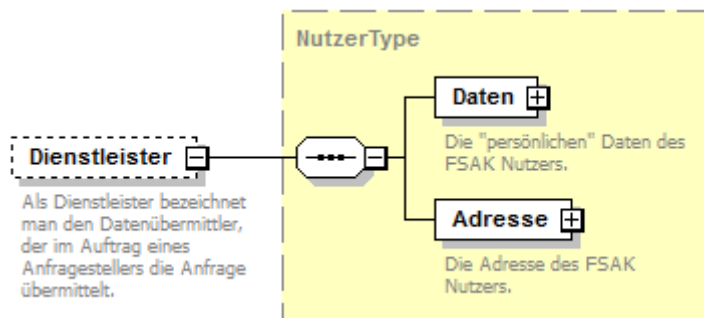 NutzerType
Daten
Die "persönlichen" Daten des
FSAK Nutzers.
Dienstleister
Als Dienstleister bezeichnet
man den Datenübermittler,
der im Auftrag eines
Anfragestellers die Anfrage
übermittelt.
Adresse
Die Adresse des FSAK
Nutzers.